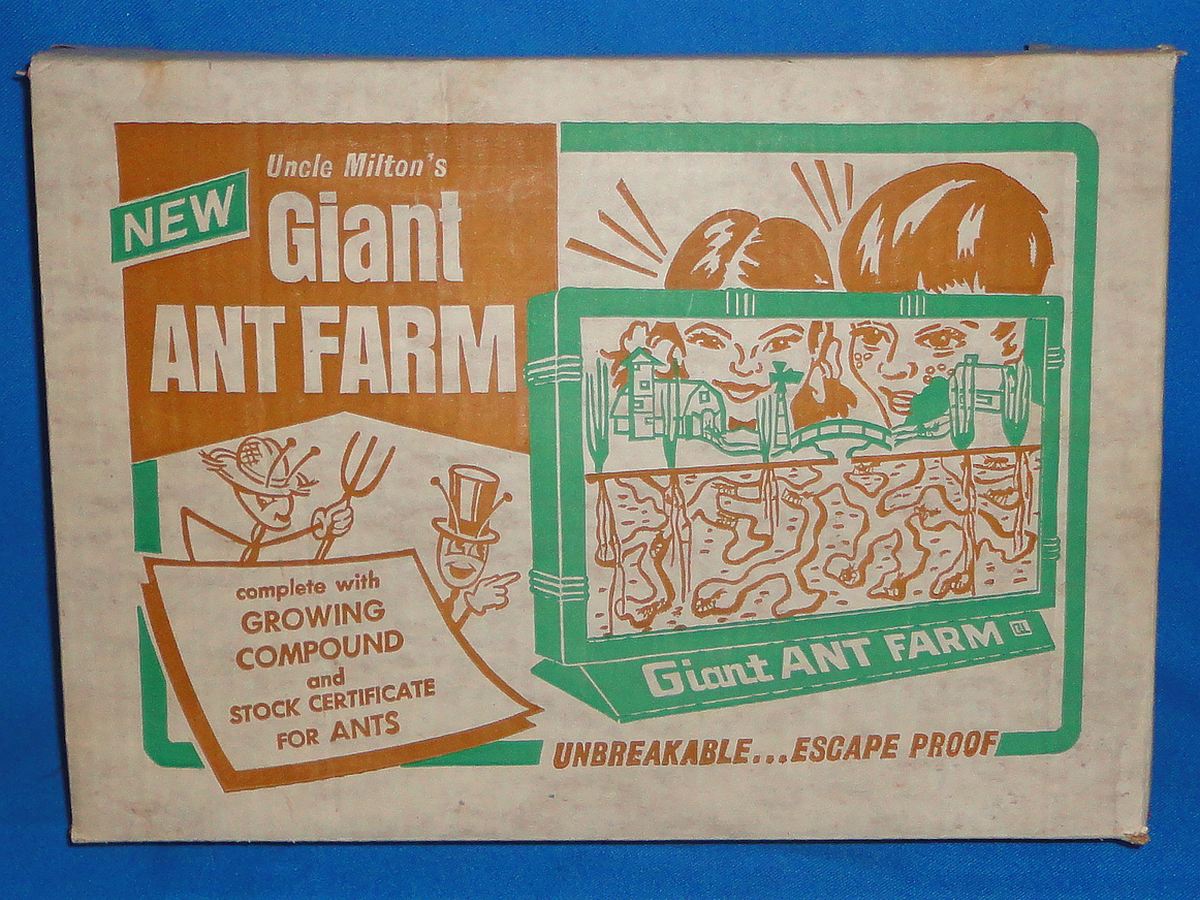 NEW
Uncle Milton's
Giant
ANT FARM
complete with
GROWING
COMPOUND
and
STOCK CERTIFICATE
FOR ANTS
Giant ANT FARM
UNBREAKABLE...ESCAPE PROOF